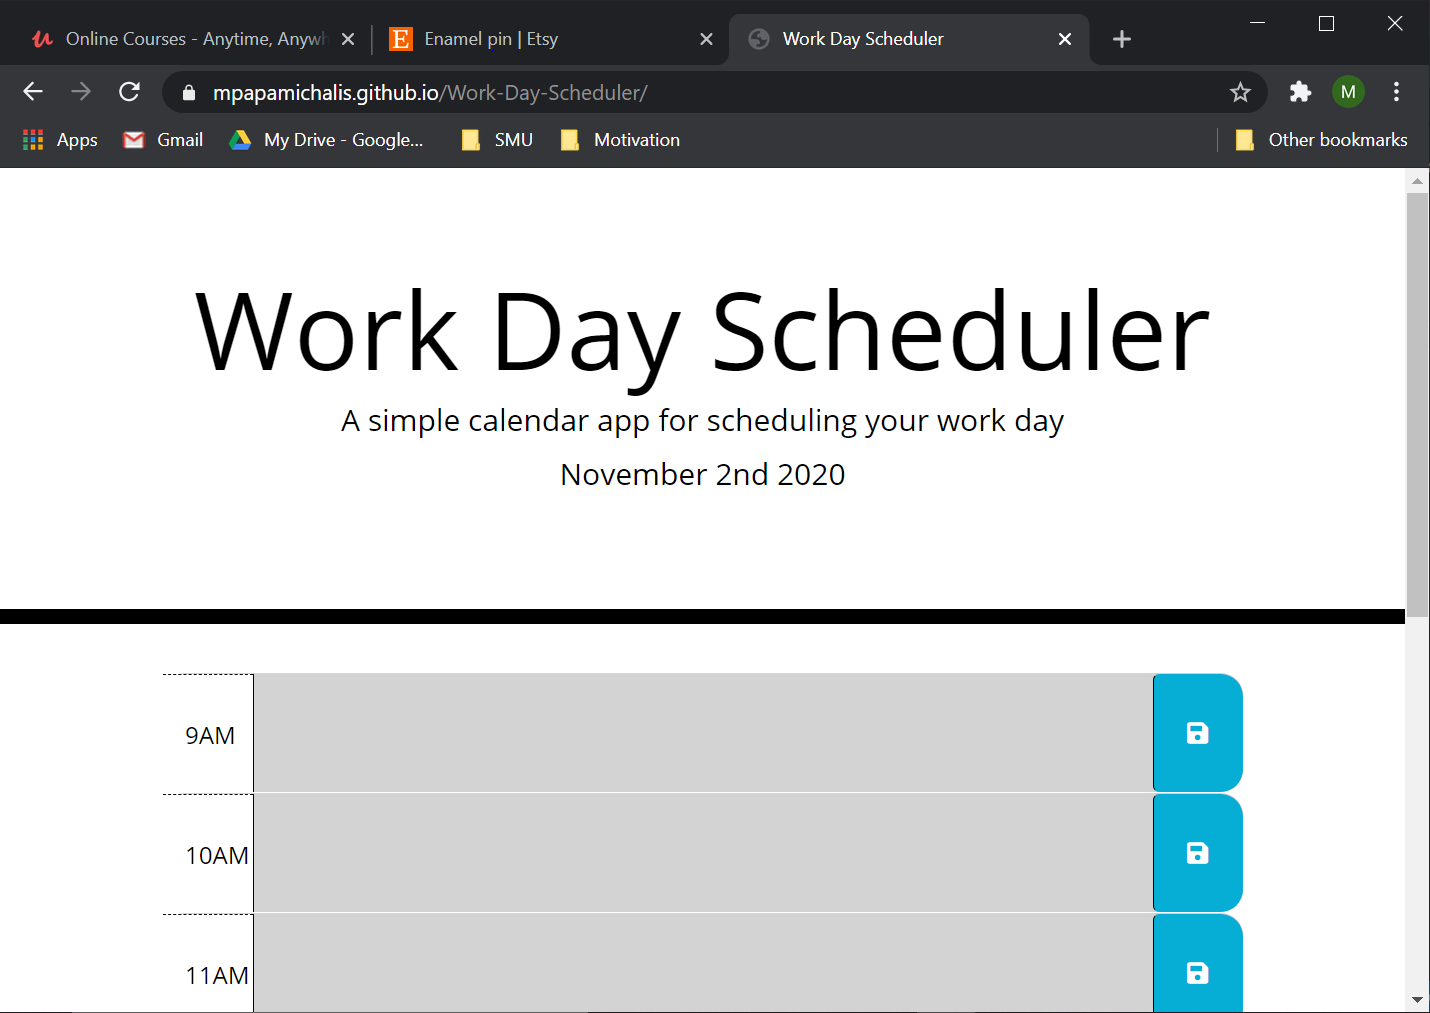 Online Courses - Anytime, Anywh
Enamel pin | Etsy
Work Day Scheduler
mpapamichalis.github.io/Work-Day-Scheduler/
M
Apps
Gmail
My Drive - Google...
SMU
Motivation
Other bookmarks
Work Day Scheduler
A simple calendar app for scheduling your work day
November 2nd 2020
9AM
10AM
11AM